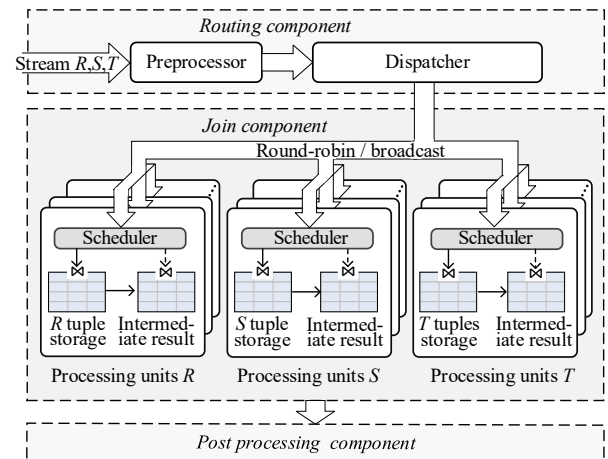 Routing component
Stream R,S,T
Preprocessor
Dispatcher
Join component
Round-robin / broadcast
Scheduler
Scheduler
Scheduler
⋈ ⋈ ⋈ ⋈ ⋈ ⋈
R tuple storage
Intermed-iate result
S tuple storage
Intermed-iate result
T tuples storage
Intermed-iate result
Processing units R
Processing units S
Processing units T
Post processing component